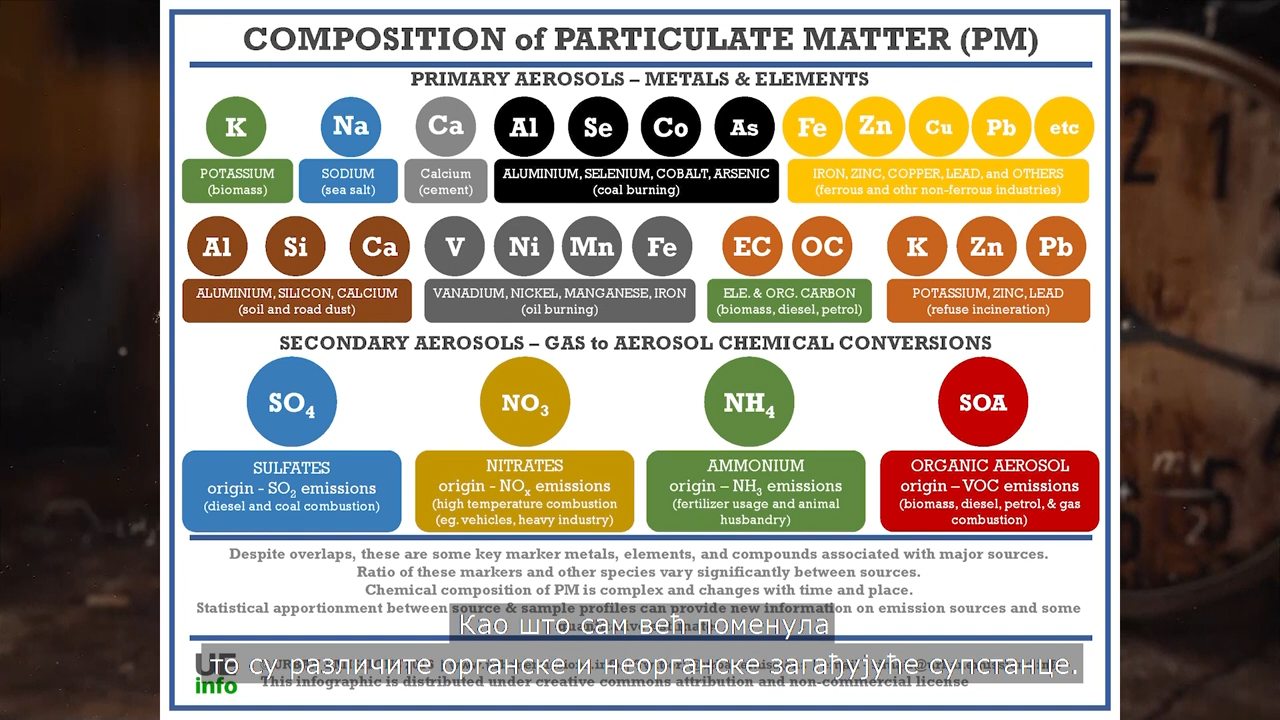 COMPOSITION of PARTICULATE MATTER (PM)
PRIMARY AEROSOLS – METALS & ELEMENTS
K Na Ca Al Se Co As Fe Zn Cu Pb etc
POTASSIUM
(biomass)
SODIUM
(sea salt)
Calcium
(cement)
ALUMINIUM, SELENIUM, COBALT, ARSENIC
(coal burning)
IRON, ZINC, COPPER, LEAD, and OTHERS
(ferrous and othr non-ferrous industries)
Al Si Ca V Ni Mn Fe EC OC K Zn Pb
ALUMINIUM, SILICON, CALCIUM
(soil and road dust)
VANADIUM, NICKEL, MANGANESE, IRON
(oil burning)
ELE. & ORG. CARBON
(biomass, diesel, petrol)
POTASSIUM, ZINC, LEAD
(refuse incineration)
SECONDARY AEROSOLS – GAS to AEROSOL CHEMICAL CONVERSIONS
SO₄ NO₃ NH₄ SOA
SULFATES
origin - SO₂ emissions
(diesel and coal combustion)
NITRATES
origin - NOₓ emissions
(high temperature combustion
(eg. vehicles, heavy industry)
AMMONIUM
origin – NH₃ emissions
(fertilizer usage and animal
husbandry)
ORGANIC AEROSOL
origin – VOC emissions
(biomass, diesel, petrol, & gas
combustion)
Despite overlaps, these are some key marker metals, elements, and compounds associated with major sources.
Ratio of these markers and other species vary significantly between sources.
Chemical composition of PM is complex and changes with time and place.
Statistical apportionment between source & sample profiles can provide new information on emission sources and some
Као што сам већ поменула
то су различите органске и неорганске загађујуће супстанце.
UE
info
This infographic is distributed under creative commons attribution and non-commercial license
2 1
5
6